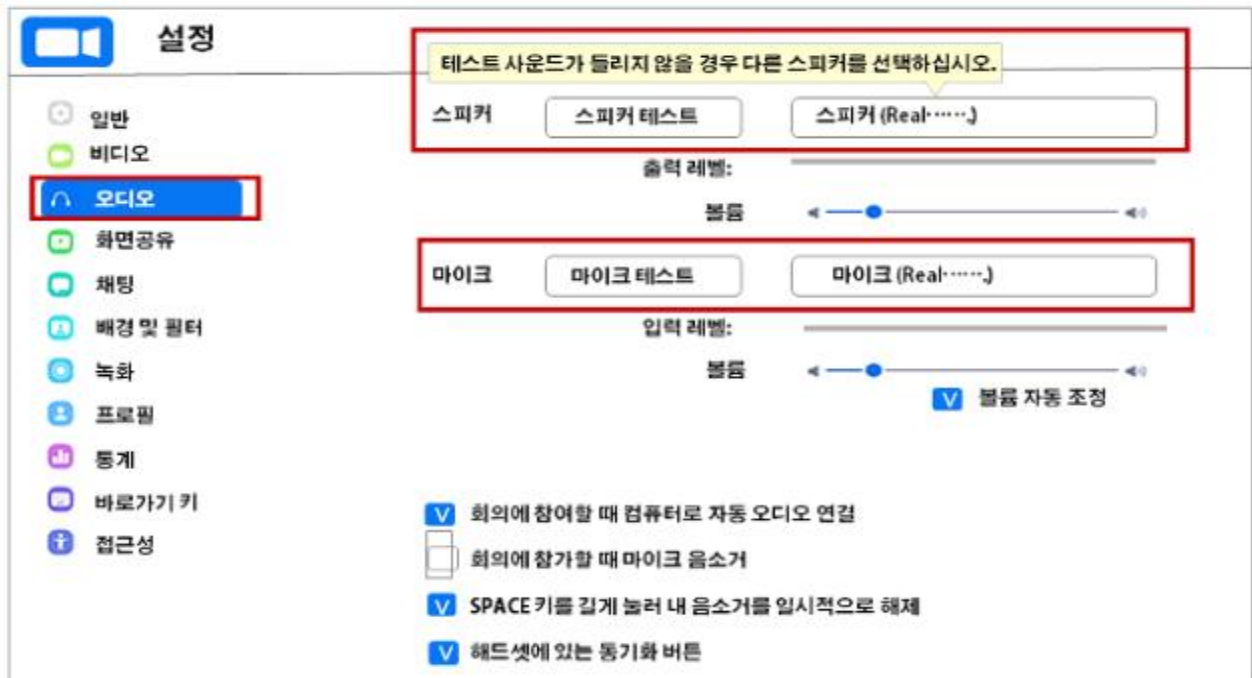 설정
테스트 사운드가 들리지 않을 경우 다른 스피커를 선택하십시오.
일반
비디오
오디오
화면공유
채팅
배경 및 필터
녹화
프로필
통계
바로가기 키
접근성
스피커 스피커 테스트 스피커 (Real·······.)
출력 레벨:
볼륨
마이크 마이크 테스트 마이크 (Real·······.)
입력 레벨:
볼륨
V 볼륨 자동 조정
V 회의에 참여할 때 컴퓨터로 자동 오디오 연결
회의에 참가할 때 마이크 음소거
V SPACE 키를 길게 눌러 내 음소거를 일시적으로 해제
V 해드셋에 있는 동기화 버튼